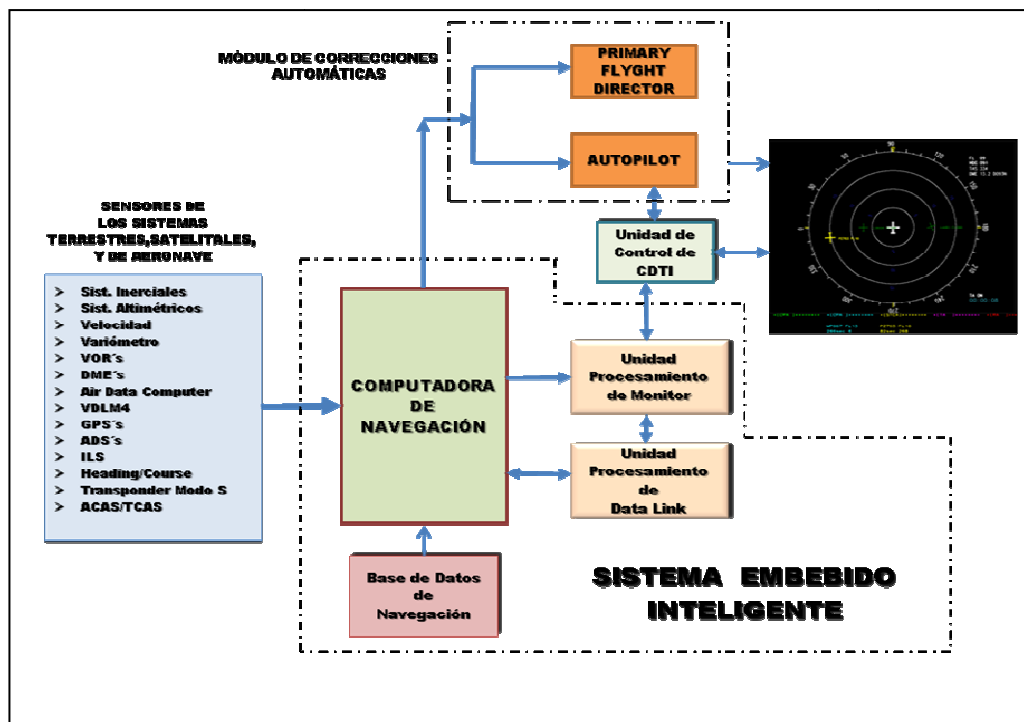 MÓDULO DE CORRECCIONES
AUTOMÁTICAS
PRIMARY
FLYGHT
DIRECTOR
AUTOPILOT
SENSORES DE
LOS SISTEMAS
TERRESTRES,SATELITALES,
Y DE AERONAVE
Sist. Inerciales
Sist. Altimétricos
Velocidad
Variómetro
VOR´s
DME´s
Air Data Computer
VDLM4
GPS´s
ADS´s
ILS
Heading/Course
Transponder Modo S
ACAS/TCAS
Unidad de
Control de
CDTI
COMPUTADORA
DE
NAVEGACIÓN
Unidad
Procesamiento
de Monitor
Unidad
Procesamiento
de
Data Link
Base de Datos
de
Navegación
SISTEMA EMBEBIDO
INTELIGENTE
90